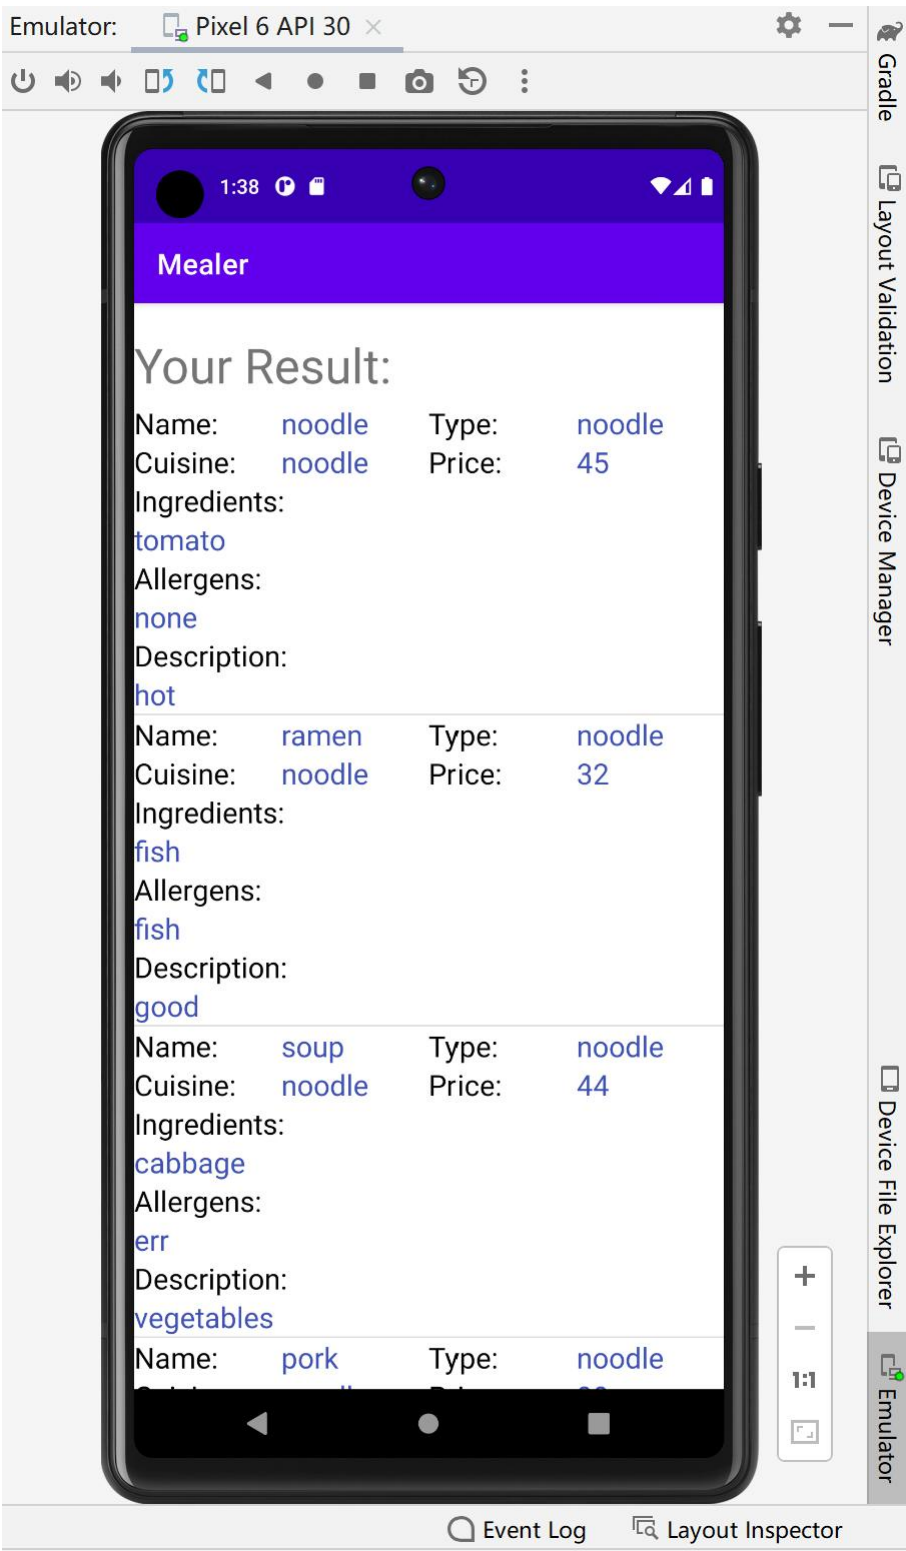 Emulator: Pixel 6 API 30
Gradle
Layout Validation
Device Manager
Device File Explorer
Emulator
1:38
Mealer
Your Result:
Name: noodle Type: noodle
Cuisine: noodle Price: 45
Ingredients:
tomato
Allergens:
none
Description:
hot
Name: ramen Type: noodle
Cuisine: noodle Price: 32
Ingredients:
fish
Allergens:
fish
Description:
good
Name: soup Type: noodle
Cuisine: noodle Price: 44
Ingredients:
cabbage
Allergens:
err
Description:
vegetables
Name: pork Type: noodle
1:1
Event Log Layout Inspector